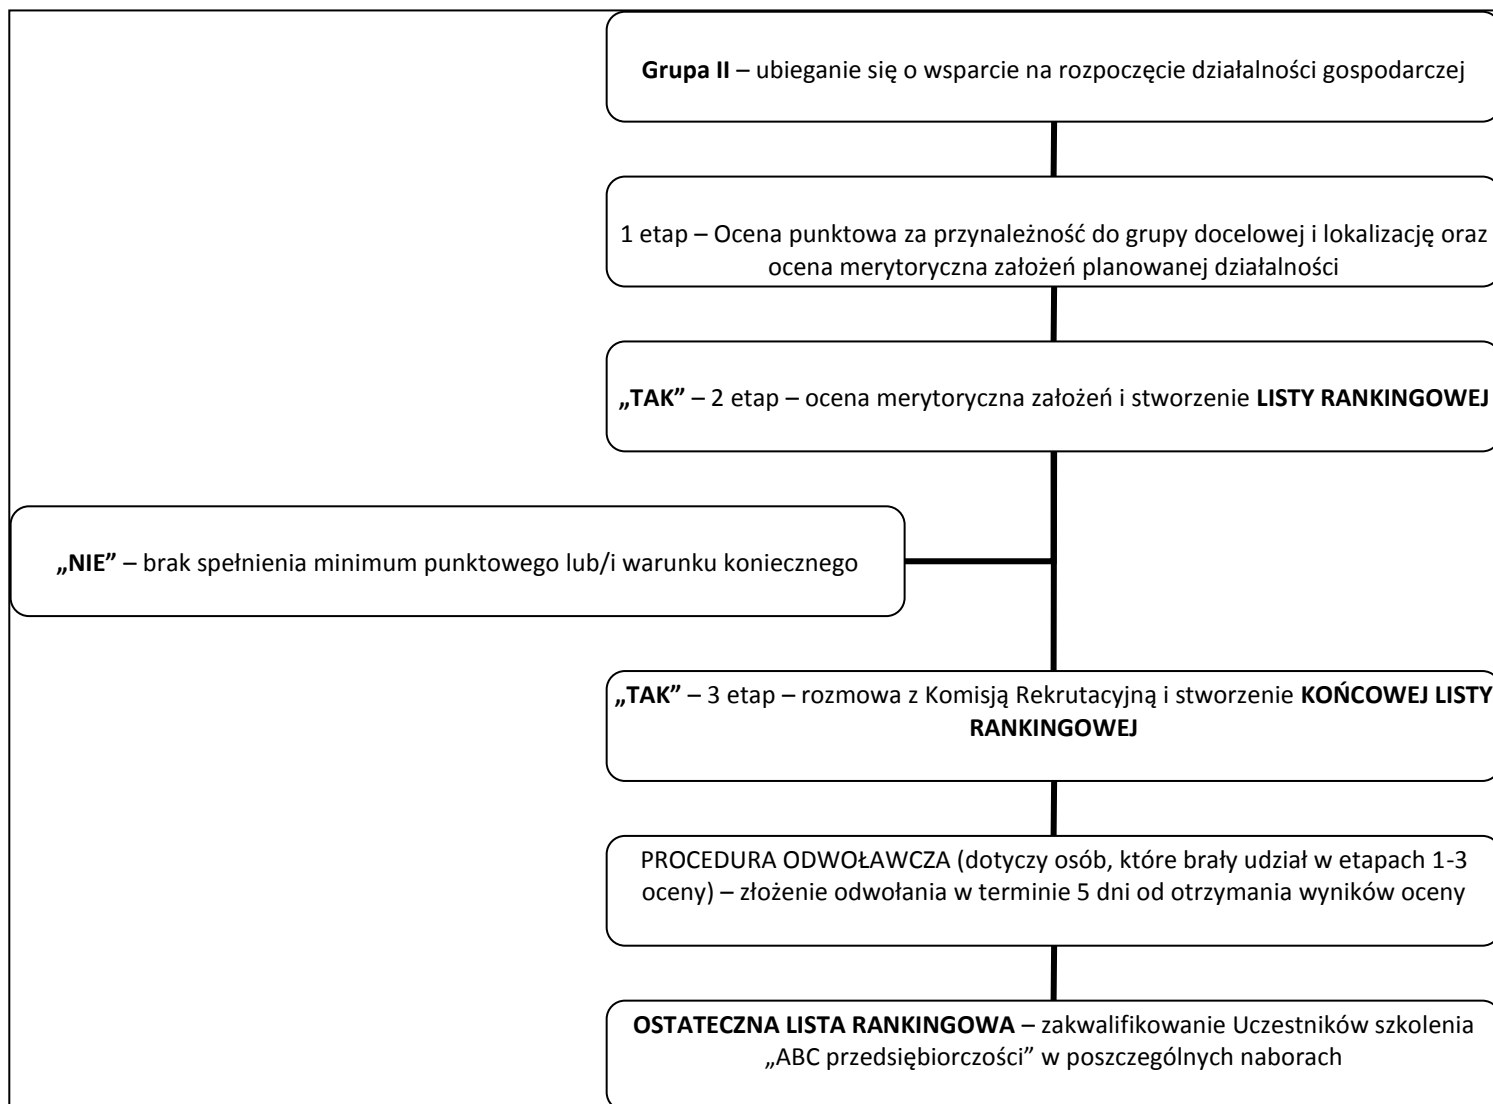 Grupa II – ubieganie się o wsparcie na rozpoczęcie działalności gospodarczej
1 etap – Ocena punktowa za przynależność do grupy docelowej i lokalizację oraz
ocena merytoryczna założeń planowanej działalności
„TAK” – 2 etap – ocena merytoryczna założeń i stworzenie LISTY RANKINGOWEJ
„NIE” – brak spełnienia minimum punktowego lub/i warunku koniecznego
„TAK” – 3 etap – rozmowa z Komisją Rekrutacyjną i stworzenie KOŃCOWEJ LISTY
RANKINGOWEJ
PROCEDURA ODWOŁAWCZA (dotyczy osób, które brały udział w etapach 1-3
oceny) – złożenie odwołania w terminie 5 dni od otrzymania wyników oceny
OSTATECZNA LISTA RANKINGOWA – zakwalifikowanie Uczestników szkolenia
„ABC przedsiębiorczości” w poszczególnych naborach